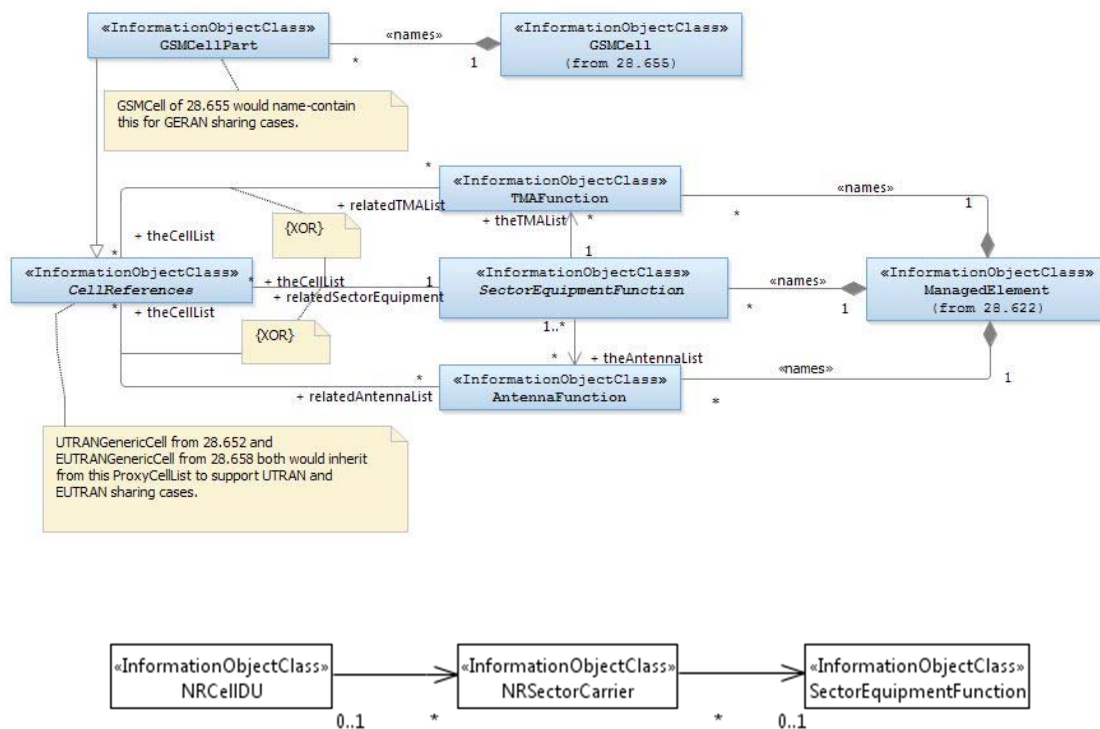 «InformationObjectClass»
GSMCellPart
«names»
*
1
«InformationObjectClass»
GSMCell
(from 28.655)
GSMCell of 28.655 would name-contain
this for GERAN sharing cases.
*
+ relatedTMAList
«InformationObjectClass»
TMAFunction
«names»
*
1
+ theTMAList
*
1
{XOR}
+ theCellList
*
«InformationObjectClass»
CellReferences
*
+ theCellList
1
+ relatedSectorEquipment
«InformationObjectClass»
SectorEquipmentFunction
«names»
*
1
«InformationObjectClass»
ManagedElement
(from 28.622)
*
+ theCellList
{XOR}
1..*
*
+ theAntennaList
*
+ relatedAntennaList
«InformationObjectClass»
AntennaFunction
«names»
*
1
UTRANGenericCell from 28.652 and
EUTRANGenericCell from 28.658 both would inherit
from this ProxyCellList to support UTRAN and
EUTRAN sharing cases.
«InformationObjectClass»
NRCellDU
0..1
*
«InformationObjectClass»
NRSectorCarrier
*
0..1
«InformationObjectClass»
SectorEquipmentFunction